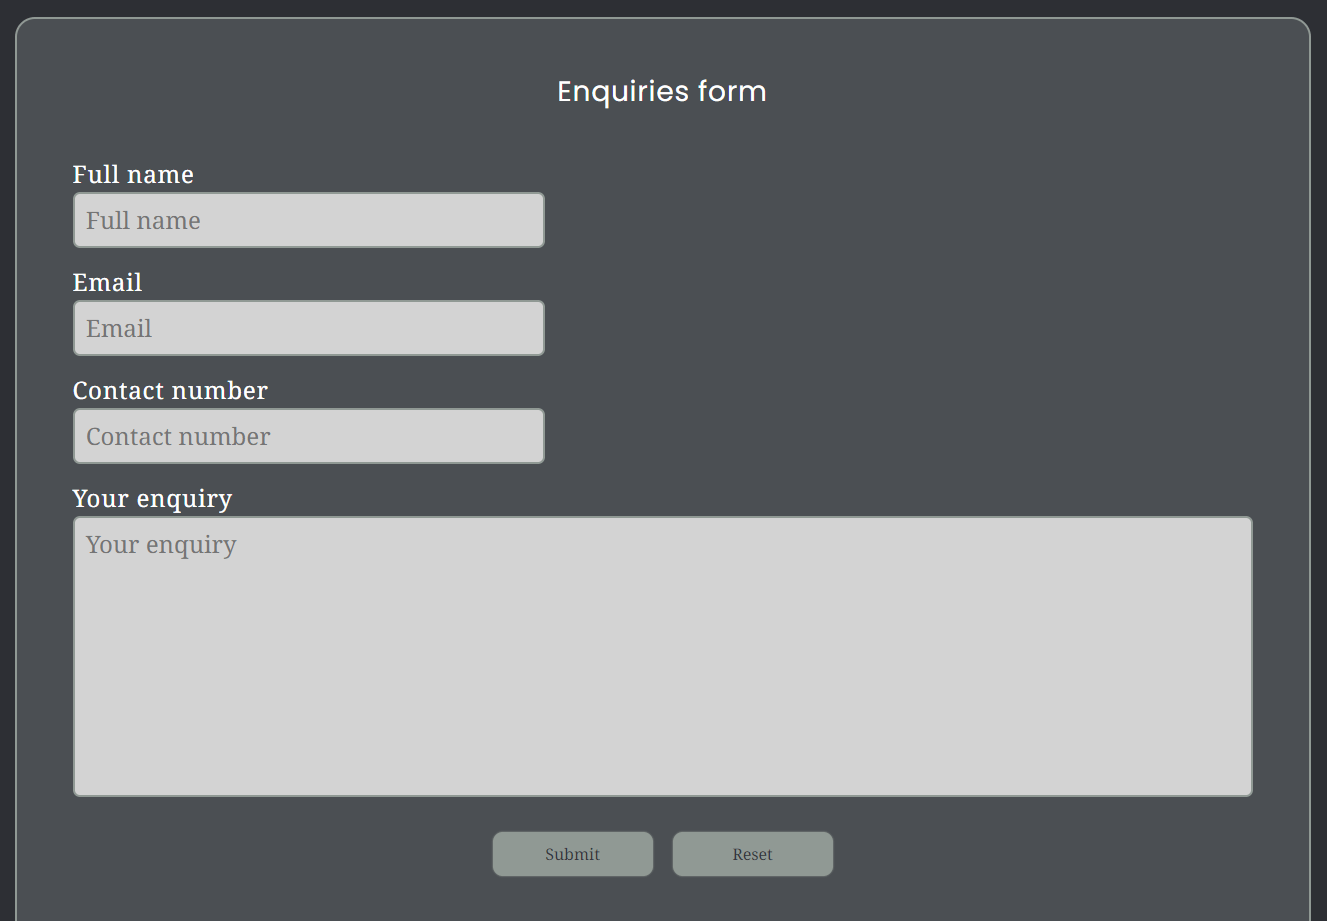 Enquiries form
Full name
Full name
Email
Email
Contact number
Contact number
Your enquiry
Your enquiry
Submit Reset